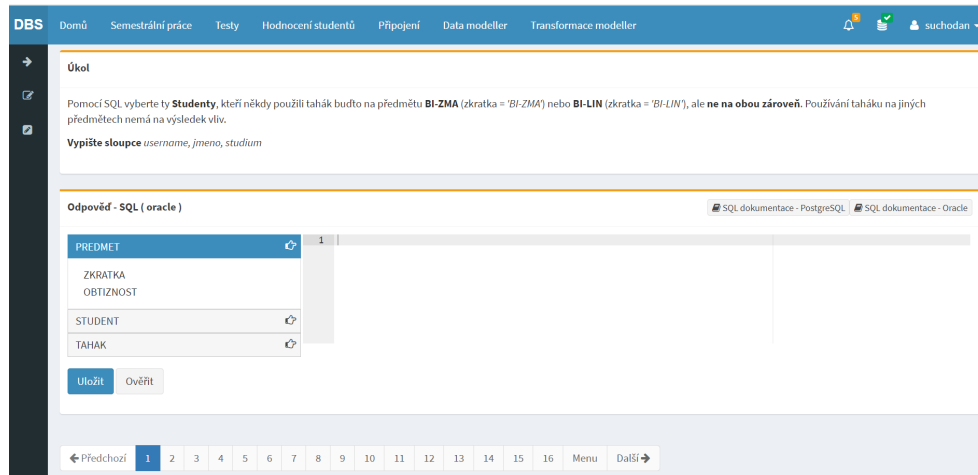 DBS Domů Semestrální práce Testy Hodnocení studentů Připojení Data modeller Transformace modeller 5 suchodan
Úkol
Pomocí SQL vyberte ty Studenty, kteří někdy použili tahák buďto na předmětu BI-ZMA (zkratka = 'BI-ZMA') nebo BI-LIN (zkratka = 'BI-LIN'), ale ne na obou zároveň. Používání taháku na jiných
předmětech nemá na výsledek vliv.
Vypište sloupce username, jmeno, studium
Odpověď - SQL ( oracle )
SQL dokumentace - PostgreSQL SQL dokumentace - Oracle
PREDMET
1
ZKRATKA
OBTIZNOST
STUDENT
TAHAK
Uložit Ověřit
Předchozí 1 2 3 4 5 6 7 8 9 10 11 12 13 14 15 16 Menu Další